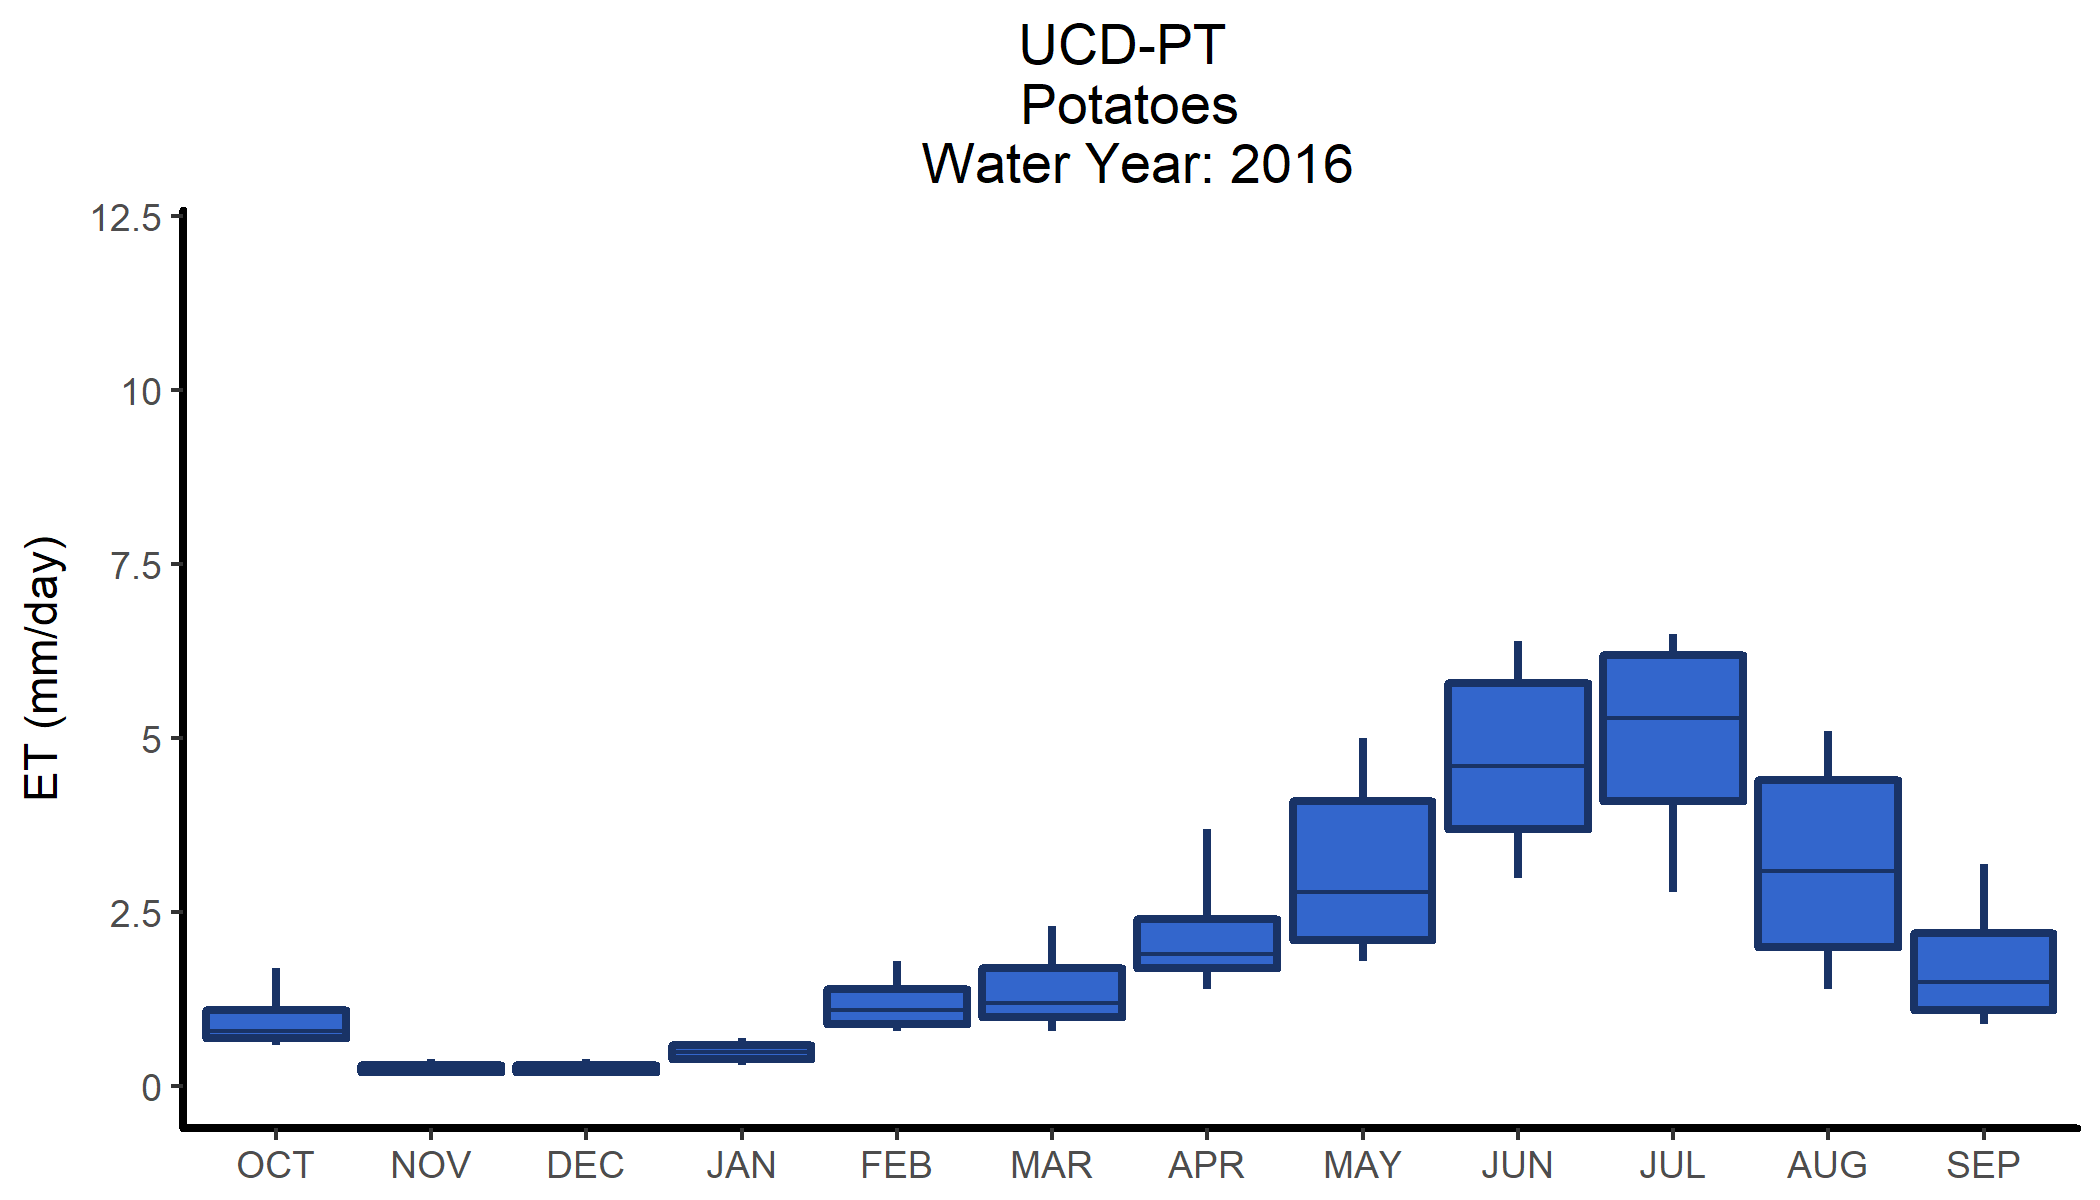 UCD-PT
Potatoes
Water Year: 2016
12.5
10
7.5
5
2.5
0
ET (mm/day)
OCT NOV DEC JAN FEB MAR APR MAY JUN JUL AUG SEP